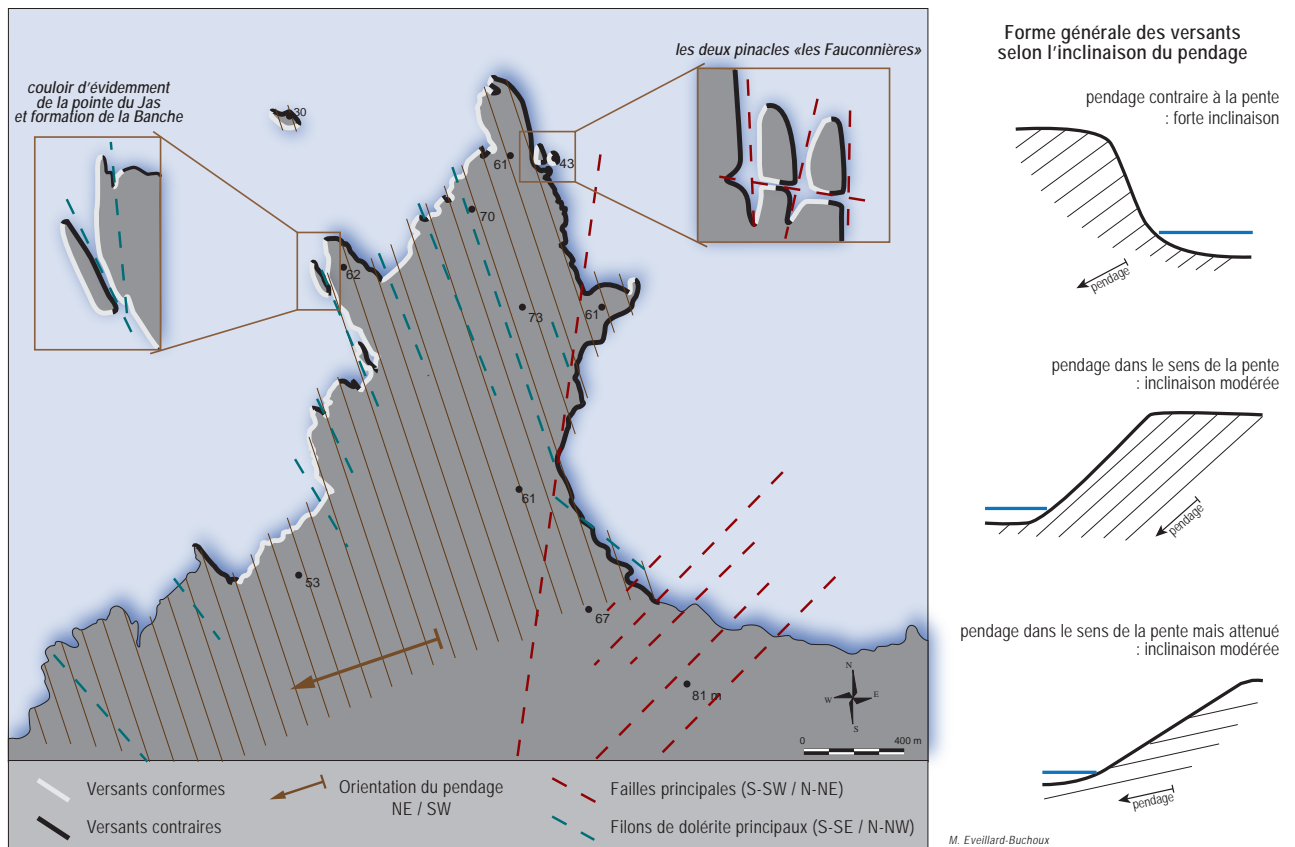 couloir d'évidemment
de la pointe du Jas
et formation de la Banche
les deux pinacles «les Fauconnières»
30
61
43
70
62
73
61
61
53
67
81 m
N
W
E
S
0
400 m
Versants conformes
Versants contraires
Orientation du pendage
NE / SW
Failles principales (S-SW / N-NE)
Filons de dolérite principaux (S-SE / N-NW)
Forme générale des versants
selon l'inclinaison du pendage
pendage contraire à la pente
: forte inclinaison
pendage
pendage dans le sens de la pente
: inclinaison modérée
pendage
pendage dans le sens de la pente mais attenué
: inclinaison modérée
pendage
M. Eveillard-Buchoux